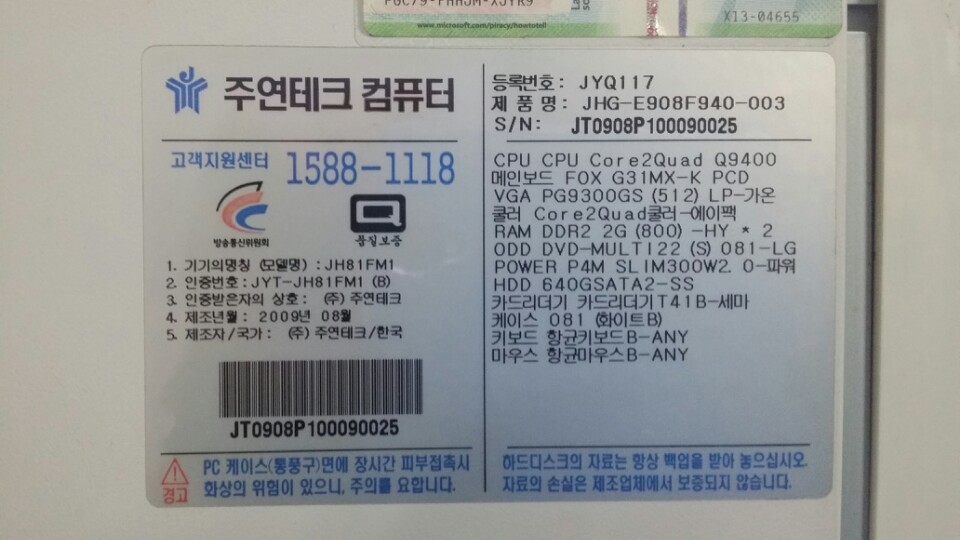 www.microsoft.com/piracy/howtotell
X13-04655
주연테크 컴퓨터
고객지원센터 1588-1118
방송통신위원회
Q
품질보증
1. 기기의명칭 (모델명) : JH81FM1
2. 인증번호 : JYT-JH81FM1 (B)
3. 인증받은자의 상호 : (주) 주연테크
4. 제조년월 : 2009년 08월
5. 제조자/국가 : (주) 주연테크/한국
JT0908P100090025
경고
PC 케이스(통풍구)면에 장시간 피부접촉시
화상의 위험이 있으니, 주의를 요합니다.
등록번호: JYQ117
제 품 명: JHG-E908F940-003
S/N: JT0908P100090025
CPU CPU Core2Quad Q9400
메인보드 FOX G31MX-K PCD
VGA PG9300GS (512) LP-가온
쿨러 Core2Quad쿨러-에이팩
RAM DDR2 2G (800) -HY * 2
ODD DVD-MULTI22 (S) 081-LG
POWER P4M SLIM300W2. 0-파워
HDD 640GSATA2-SS
카드리더기 카드리더기T41B-세마
케이스 081 (화이트B)
키보드 항균키보드B-ANY
마우스 항균마우스B-ANY
하드디스크의 자료는 항상 백업을 받아 놓으십시오.
자료의 손실은 제조업체에서 보증되지 않습니다.